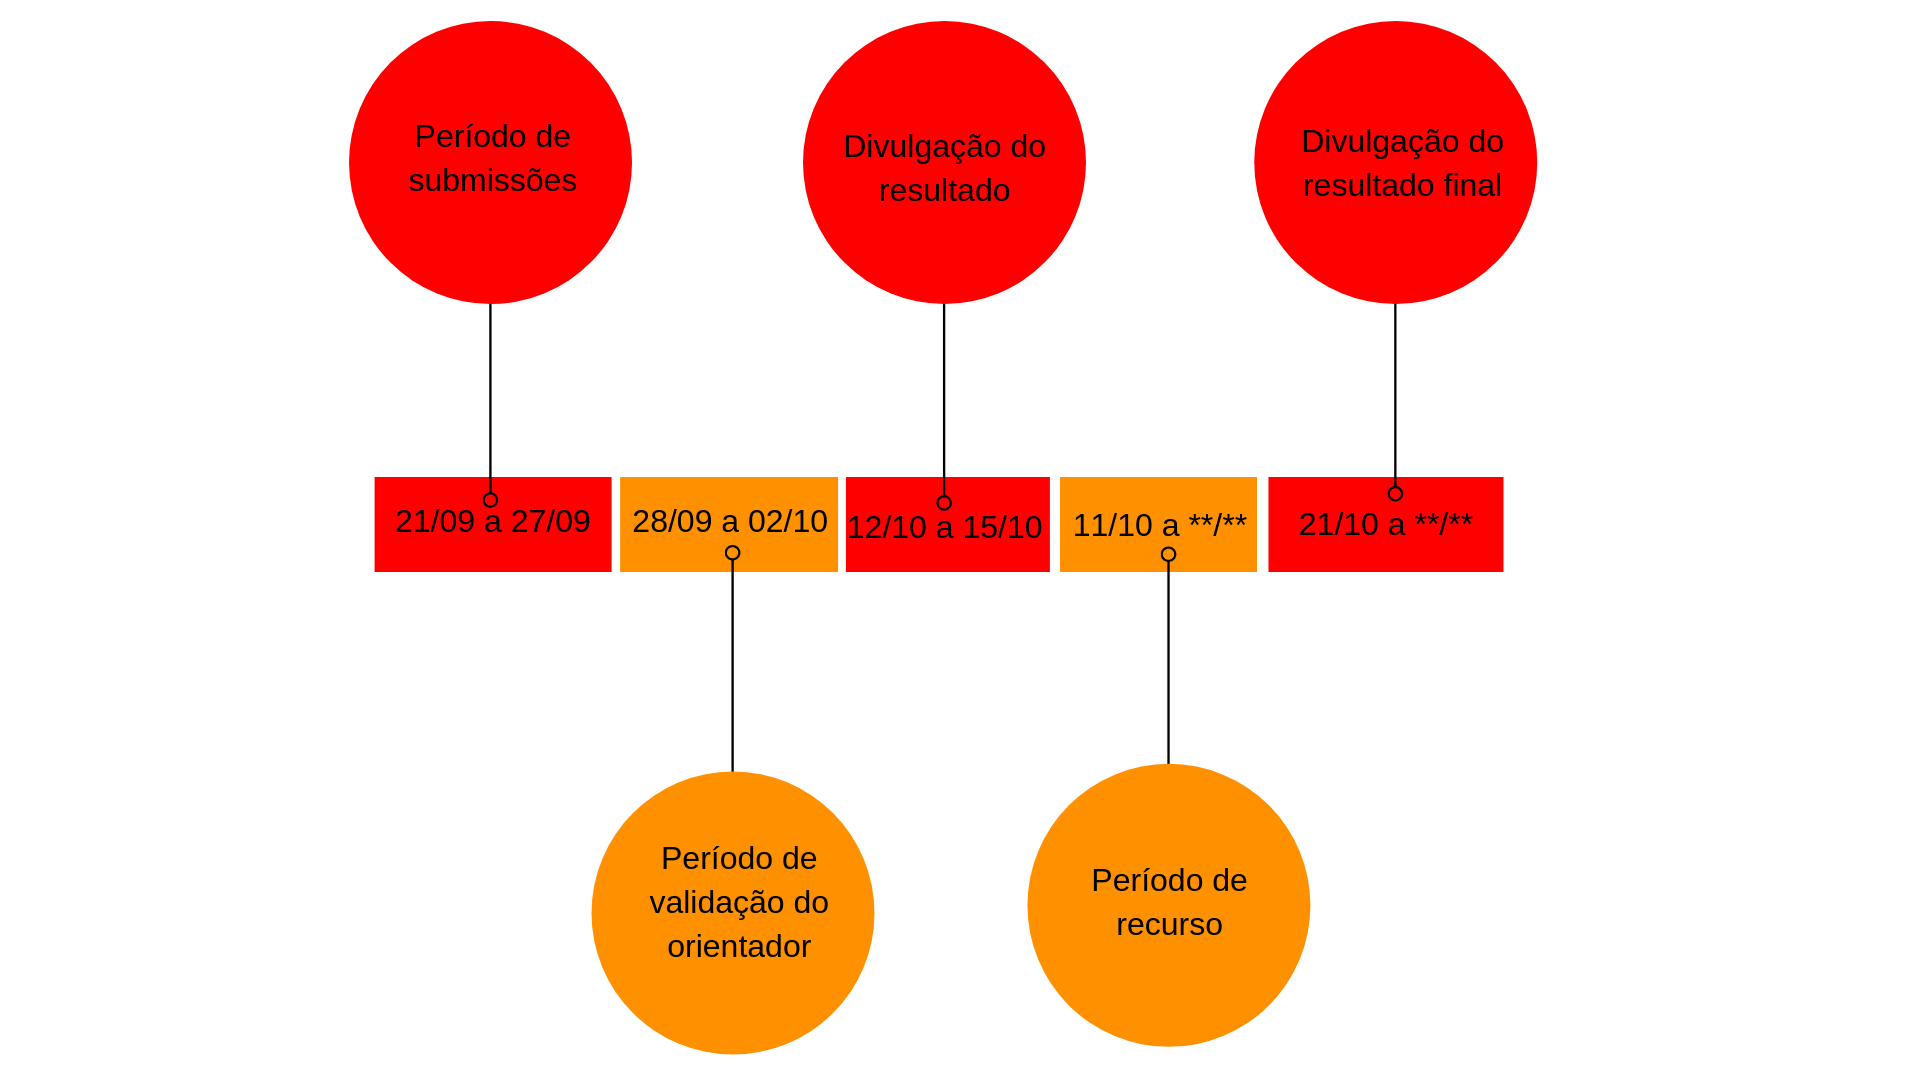 Período de
submissões
Divulgação do
resultado
Divulgação do
resultado final
21/09 a 27/09
28/09 a 02/10
12/10 a 15/10
11/10 a **/**
21/10 a **/**
Período de
validação do
orientador
Período de
recurso